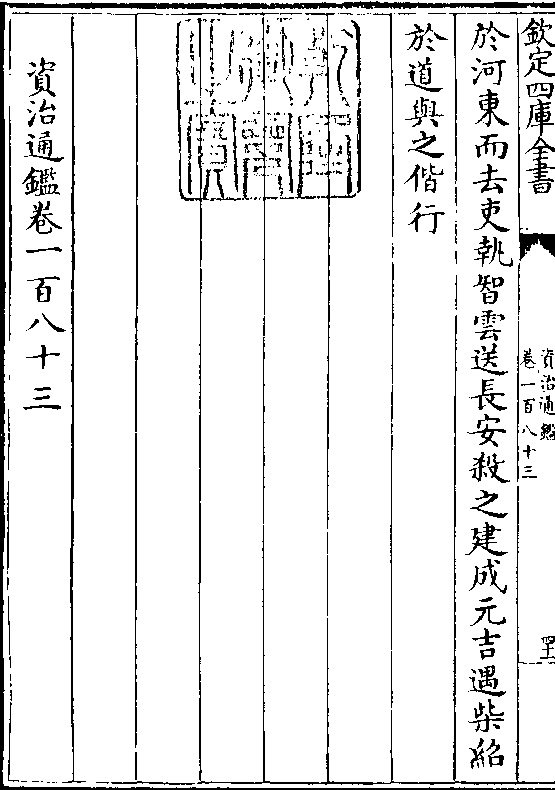 欽定四庫全書
資治通鑑
卷一百八十三
於河東而去吏執智雲送長安殺之建成元吉遇柴紹
於道與之偕行
資治通鑑卷一百八十三